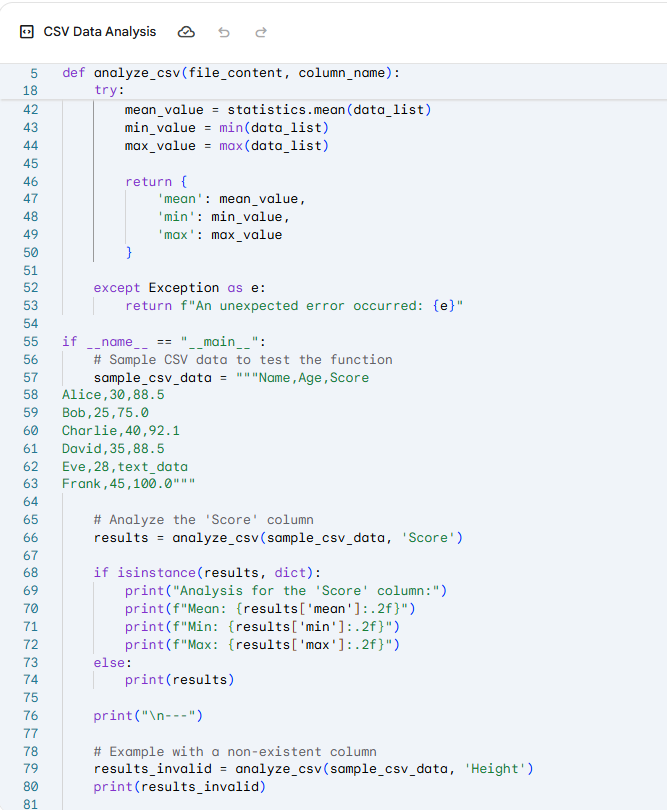 CSV Data Analysis
5 def analyze_csv(file_content, column_name):
18     try:
42         mean_value = statistics.mean(data_list)
43         min_value = min(data_list)
44         max_value = max(data_list)
45
46         return {
47             'mean': mean_value,
48             'min': min_value,
49             'max': max_value
50         }
51
52     except Exception as e:
53         return f"An unexpected error occurred: {e}"
54
55 if __name__ == "__main__":
56     # Sample CSV data to test the function
57     sample_csv_data = """Name,Age,Score
58 Alice,30,88.5
59 Bob,25,75.0
60 Charlie,40,92.1
61 David,35,88.5
62 Eve,28,text_data
63 Frank,45,100.0"""
64
65     # Analyze the 'Score' column
66     results = analyze_csv(sample_csv_data, 'Score')
67
68     if isinstance(results, dict):
69         print("Analysis for the 'Score' column:")
70         print(f"Mean: {results['mean']:.2f}")
71         print(f"Min: {results['min']:.2f}")
72         print(f"Max: {results['max']:.2f}")
73     else:
74         print(results)
75
76     print("\n---")
77
78     # Example with a non-existent column
79     results_invalid = analyze_csv(sample_csv_data, 'Height')
80     print(results_invalid)
81